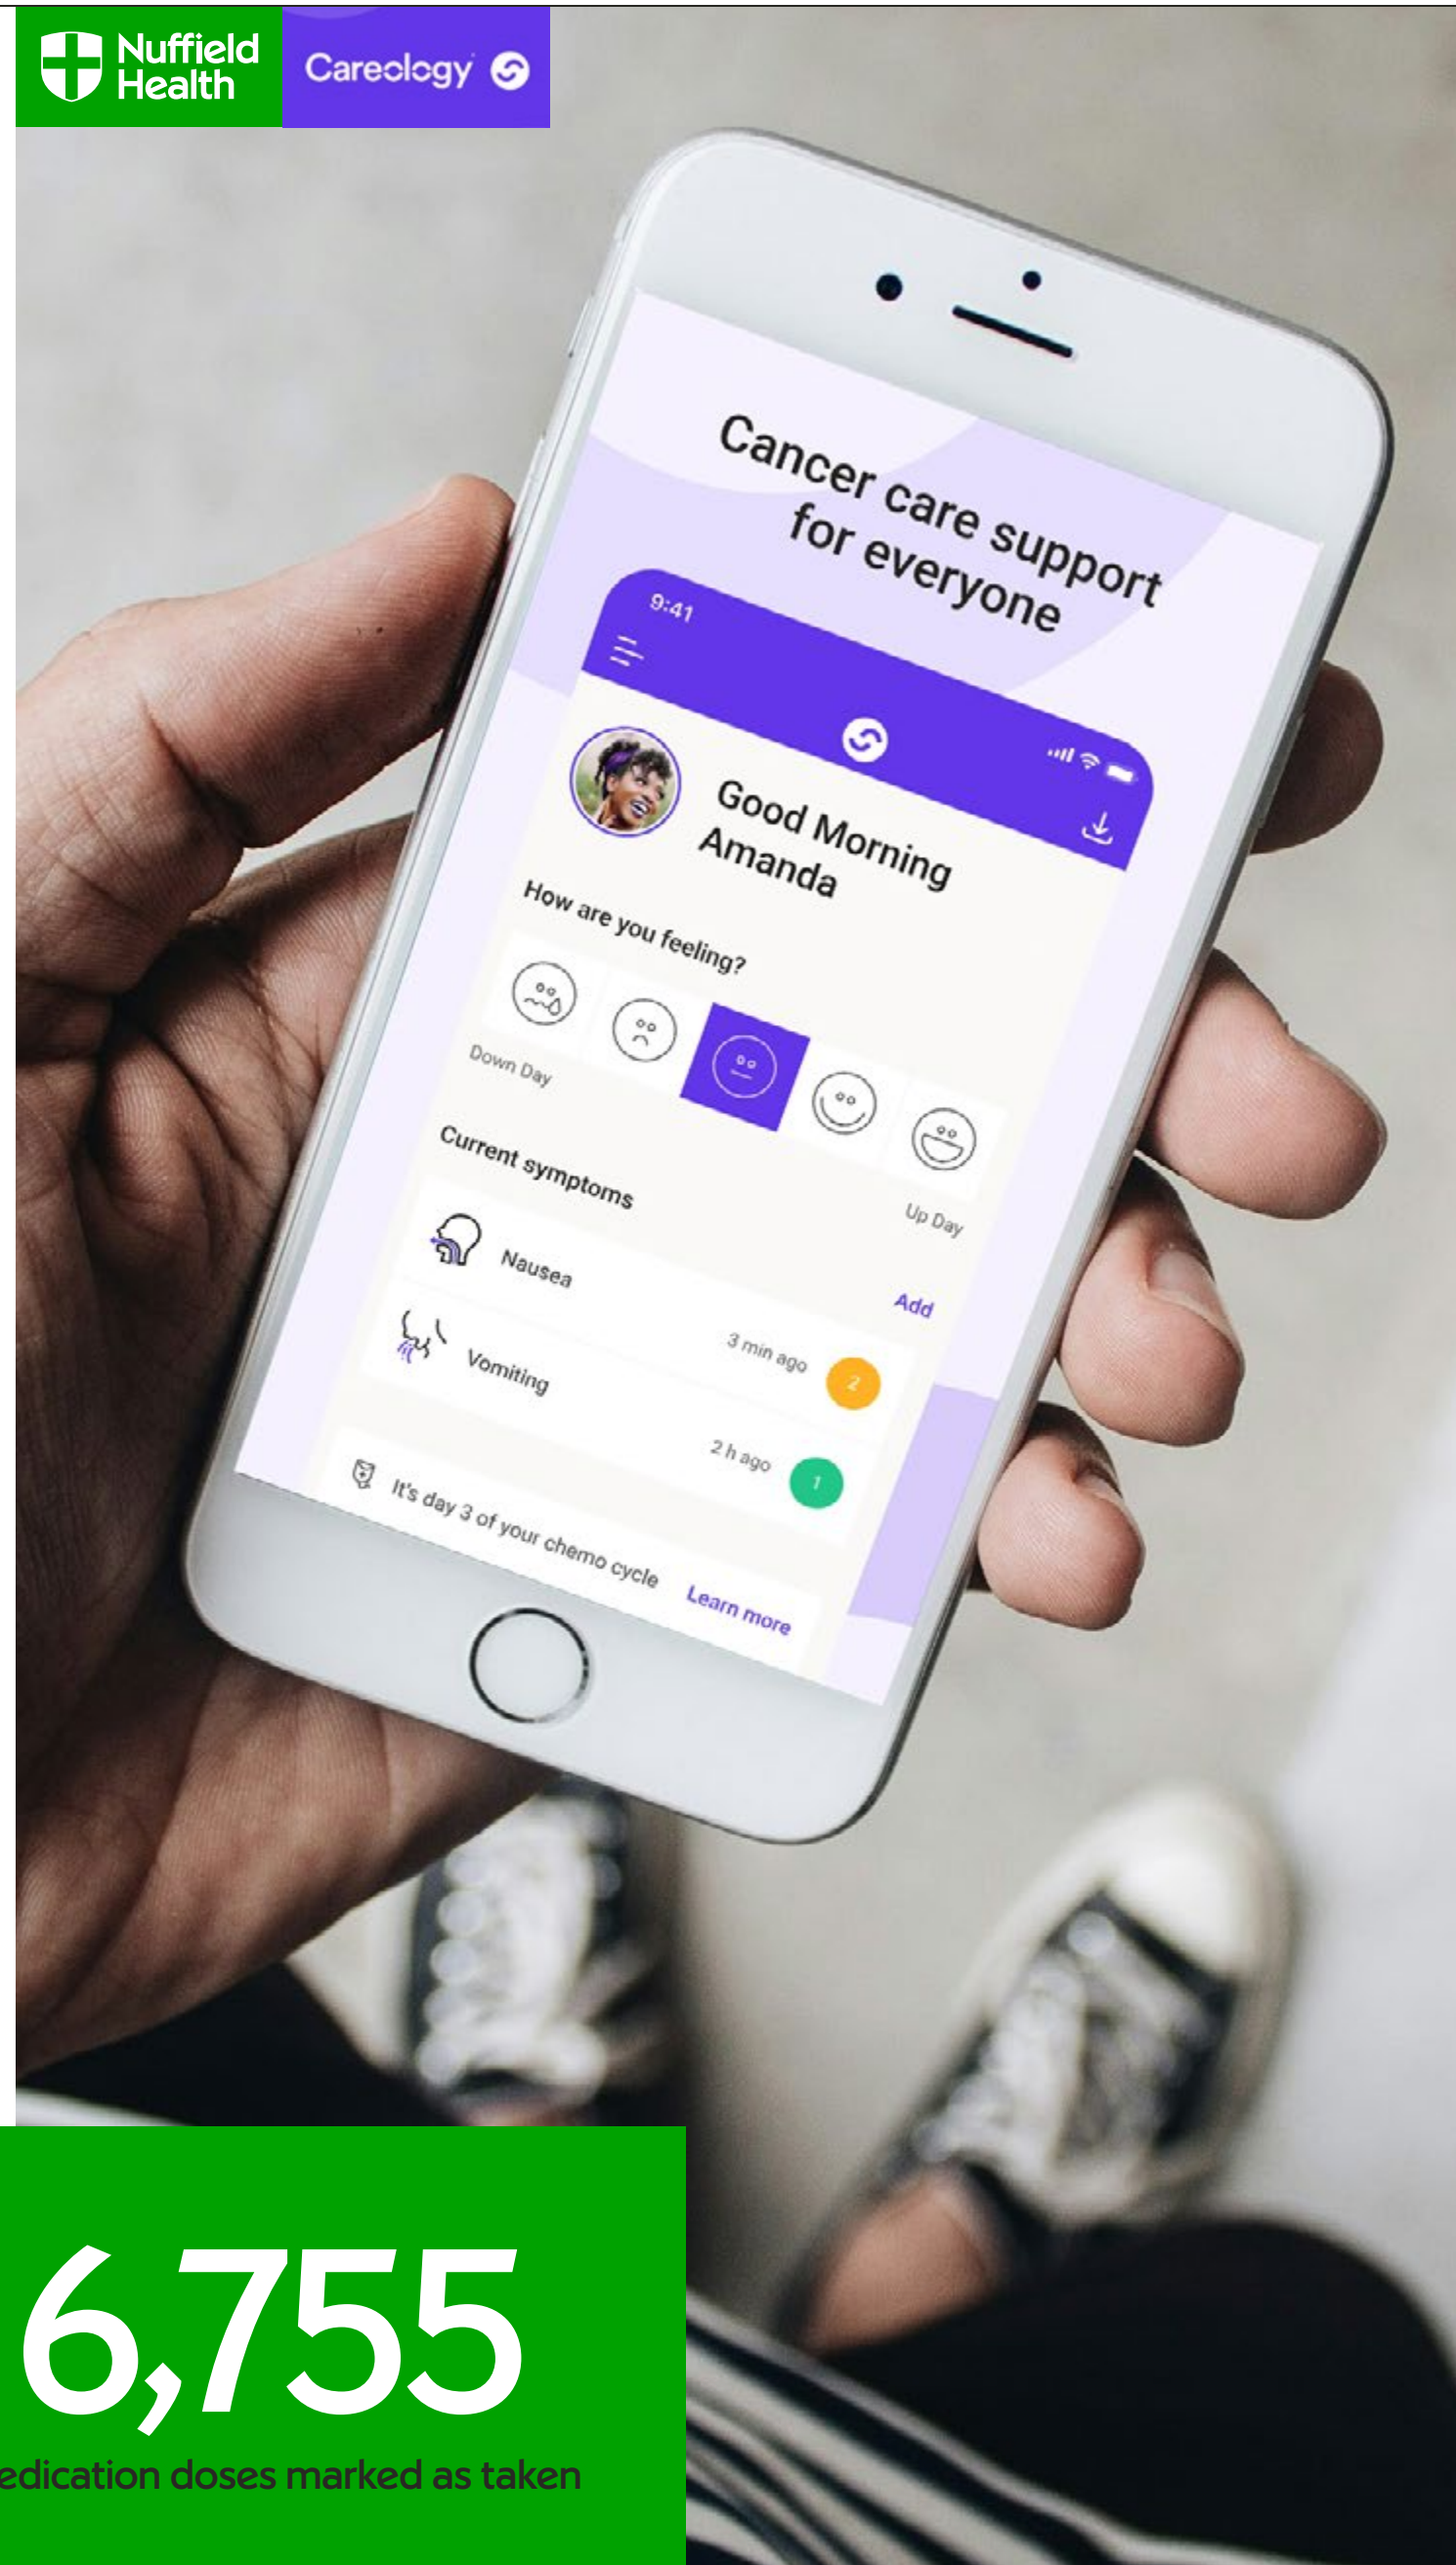 Nuffield
Health
Careology
Cancer care support
for everyone
9:41
Good Morning
Amanda
How are you feeling?
Down Day
Up Day
Current symptoms
Add
Nausea
3 min ago
2
Vomiting
2 h ago
1
It's day 3 of your chemo cycle
Learn more
6,755
edication doses marked as taken